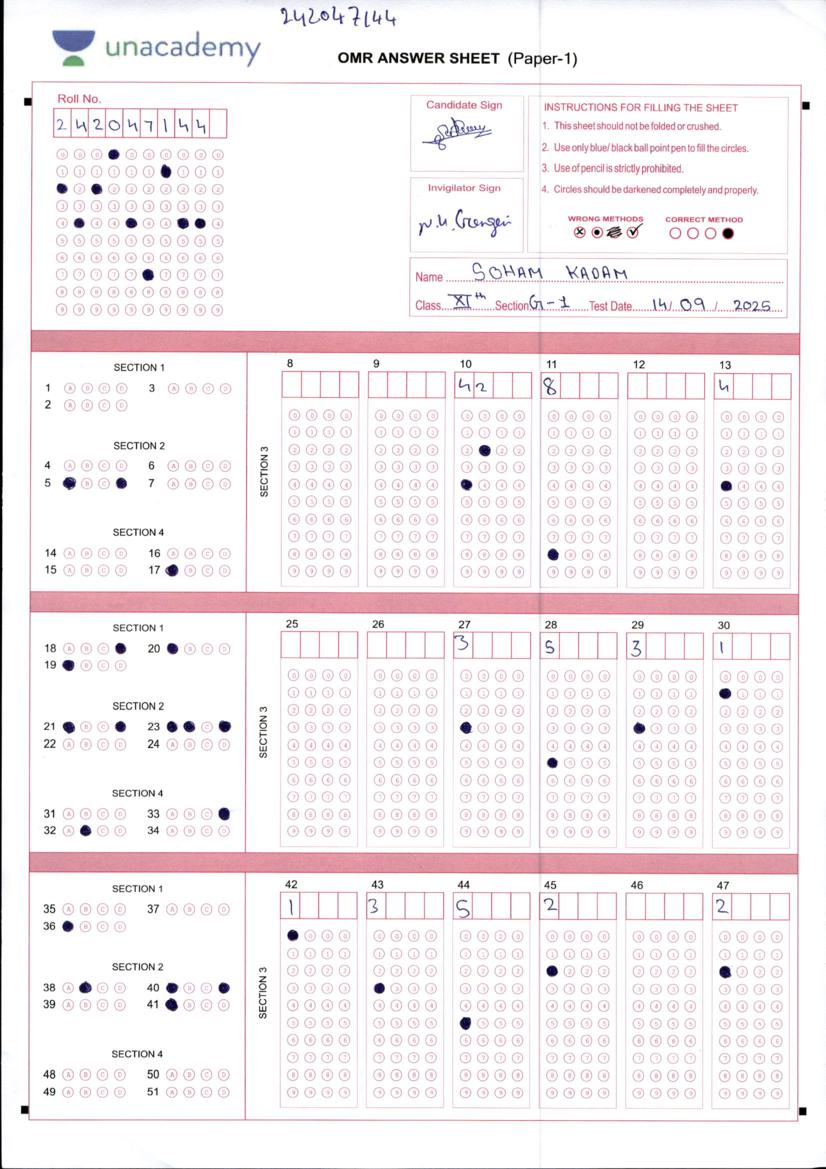 242047144
unacademy
OMR ANSWER SHEET (Paper-1)
Roll No.
2 4 2 0 4 7 1 4 4
Candidate Sign
Invigilator Sign
INSTRUCTIONS FOR FILLING THE SHEET
1. This sheet should not be folded or crushed.
2. Use only blue/ black ball point pen to fill the circles.
3. Use of pencil is strictly prohibited.
4. Circles should be darkened completely and properly.
WRONG METHODS CORRECT METHOD
Name SOHAM KADAM
Class XIth Section G-1 Test Date 14/ 09 / 2025
SECTION 1
1 A B C D 3 A B C D
2 A B C D
SECTION 2
4 A B C D 6 A B C D
5 B C 7 A B C D
SECTION 4
14 A B C D 16 A B C D
15 A B C D 17 B C D
SECTION 3
8 9 10 11 12 13
42 8 4
SECTION 1
18 A B C 20 B C D
19 B C D
SECTION 2
21 B C 23 C
22 A B C D 24 A B C D
SECTION 4
31 A B C D 33 A B C
32 A C D 34 A B C D
SECTION 3
25 26 27 28 29 30
3 5 3 1
SECTION 1
35 A B C D 37 A B C D
36 B C D
SECTION 2
38 A C D 40 B C
39 A B C D 41 B C D
SECTION 4
48 A B C D 50 A B C D
49 A B C D 51 A B C D
SECTION 3
42 43 44 45 46 47
1 3 5 2 2